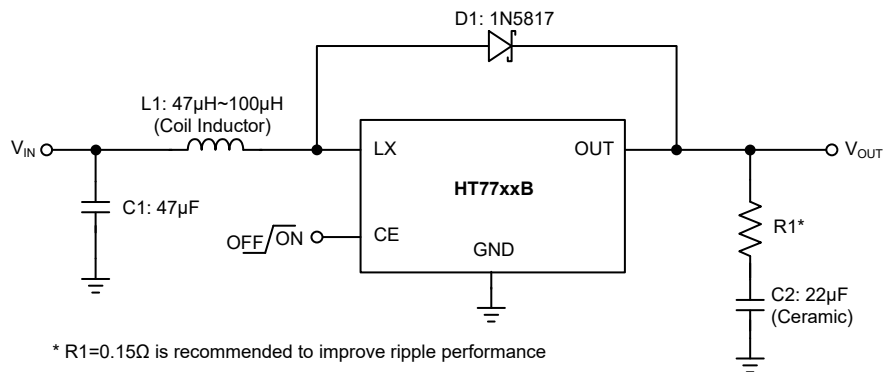 D1: 1N5817
L1: 47µH~100µH
(Coil Inductor)
VIN
LX
OUT
VOUT
HT77xxB
C1: 47µF
OFF/ON
CE
GND
R1*
C2: 22µF
(Ceramic)
* R1=0.15Ω is recommended to improve ripple performance